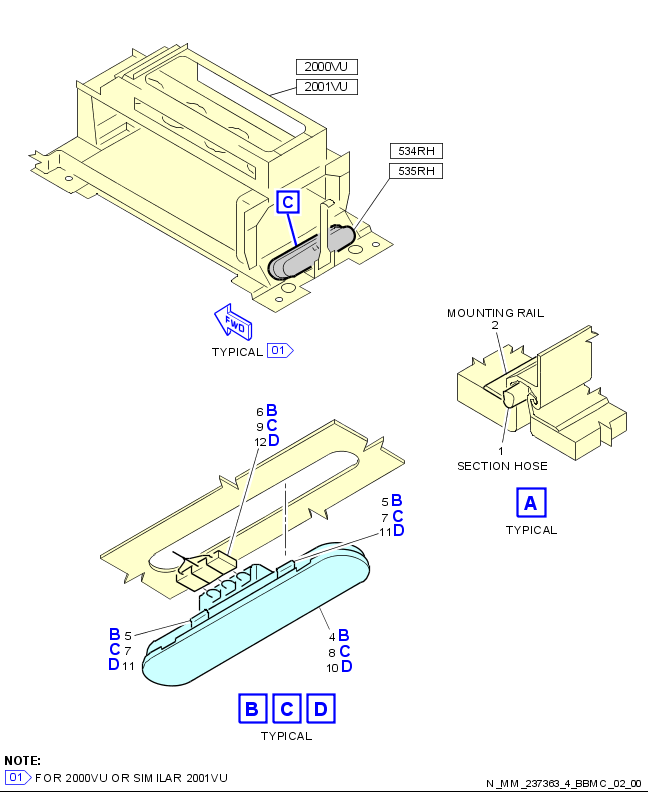 2000VU
2001VU
534RH
535RH
C
FWD
TYPICAL 01
MOUNTING RAIL
2
1
SECTION HOSE
A
TYPICAL
6 B
9 C
12 D
5 B
7 C
11 D
B 5
C 7
D 11
4 B
8 C
10 D
B C D
TYPICAL
NOTE:
01 FOR 2000VU OR SIMILAR 2001VU
N_MM_237363_4_BBMC_02_00